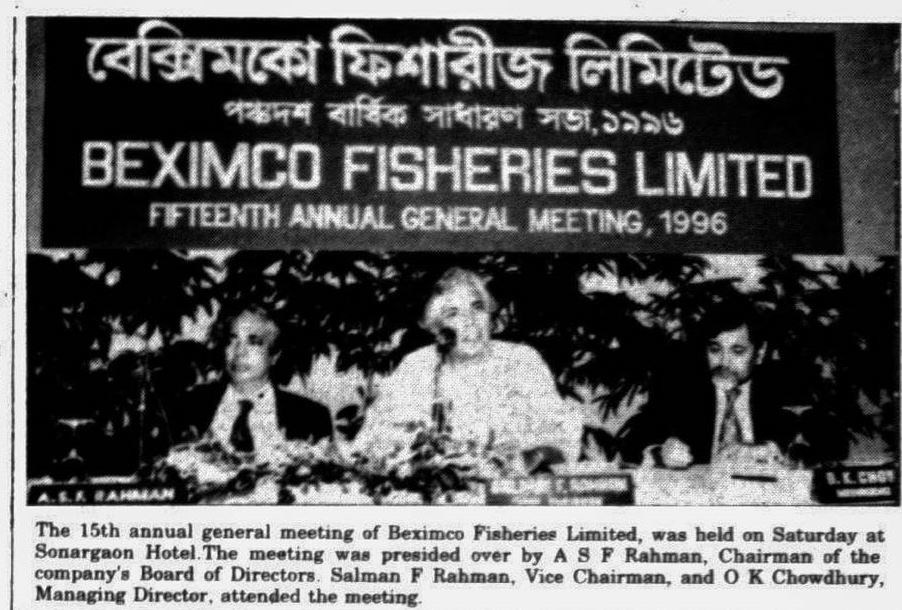 বেক্সিমকো ফিশারীজ লিমিটেড
পঞ্চদশ বার্ষিক সাধারণ সভা, ১৯৯৬
BEXIMCO FISHERIES LIMITED
FIFTEENTH ANNUAL GENERAL MEETING, 1996
A.S.F. RAHMAN
The 15th annual general meeting of Beximco Fisheries Limited, was held on Saturday at
Sonargaon Hotel.The meeting was presided over by A S F Rahman, Chairman of the
company's Board of Directors. Salman F Rahman, Vice Chairman, and O K Chowdhury,
Managing Director, attended the meeting.